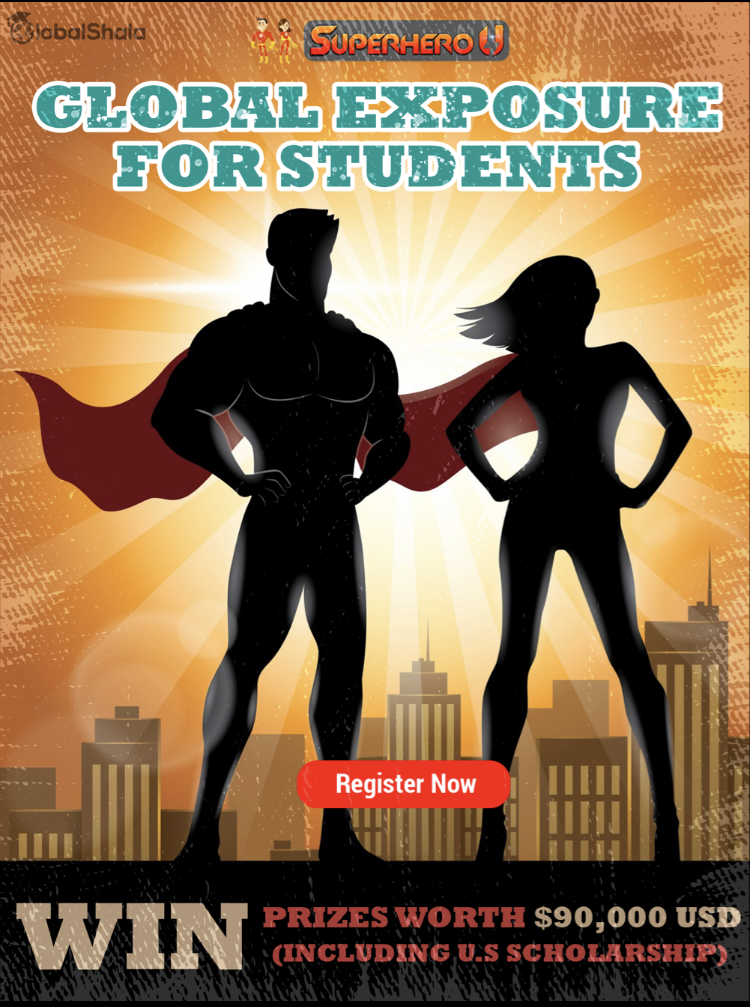 GlobalShala
SUPERHERO U
GLOBAL EXPOSURE
FOR STUDENTS
Register Now
WIN
PRIZES WORTH $90,000 USD
(INCLUDING U.S SCHOLARSHIP)